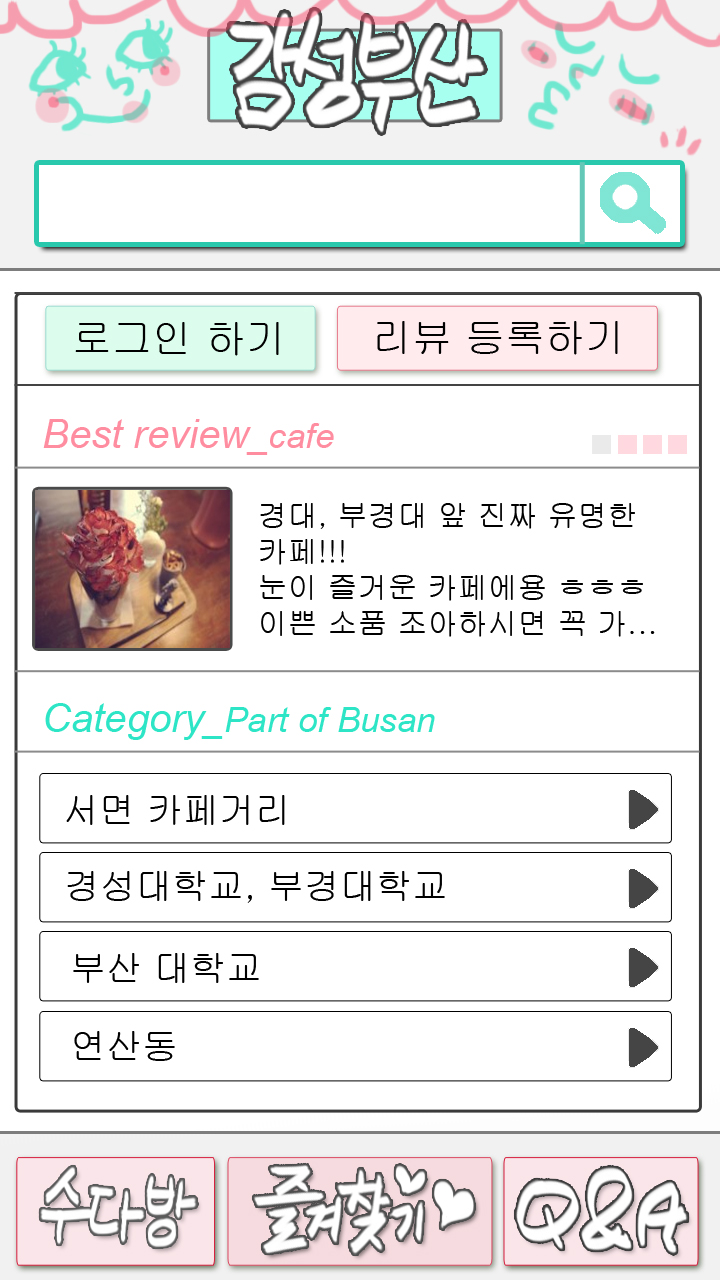 감성부산
로그인 하기
리뷰 등록하기
Best review_cafe
경대, 부경대 앞 진짜 유명한
카페!!!
눈이 즐거운 카페에용 ㅎㅎㅎ
이쁜 소품 조아하시면 꼭 가...
Category_Part of Busan
서면 카페거리
경성대학교, 부경대학교
부산 대학교
연산동
수다방
즐겨찾기
Q&A